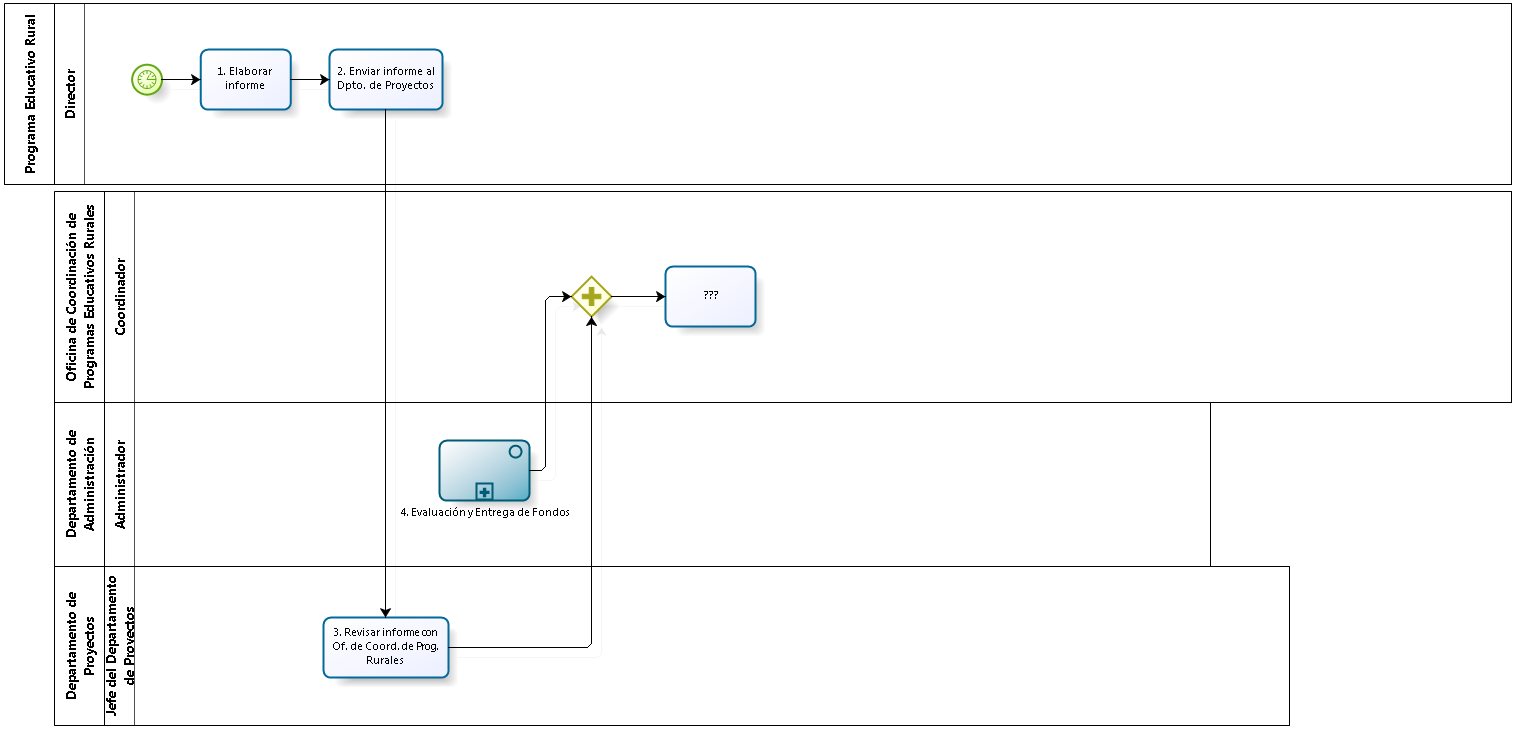 Programa Educativo Rural
Director
1. Elaborar
informe
2. Enviar informe al
Dpto. de Proyectos
Oficina de Coordinación de
Programas Educativos Rurales
Coordinador
???
Departamento de
Administración
Administrador
4. Evaluación y Entrega de Fondos
Departamento de
Proyectos
Jefe del Departamento
de Proyectos
3. Revisar informe con
Of. de Coord. de Prog.
Rurales